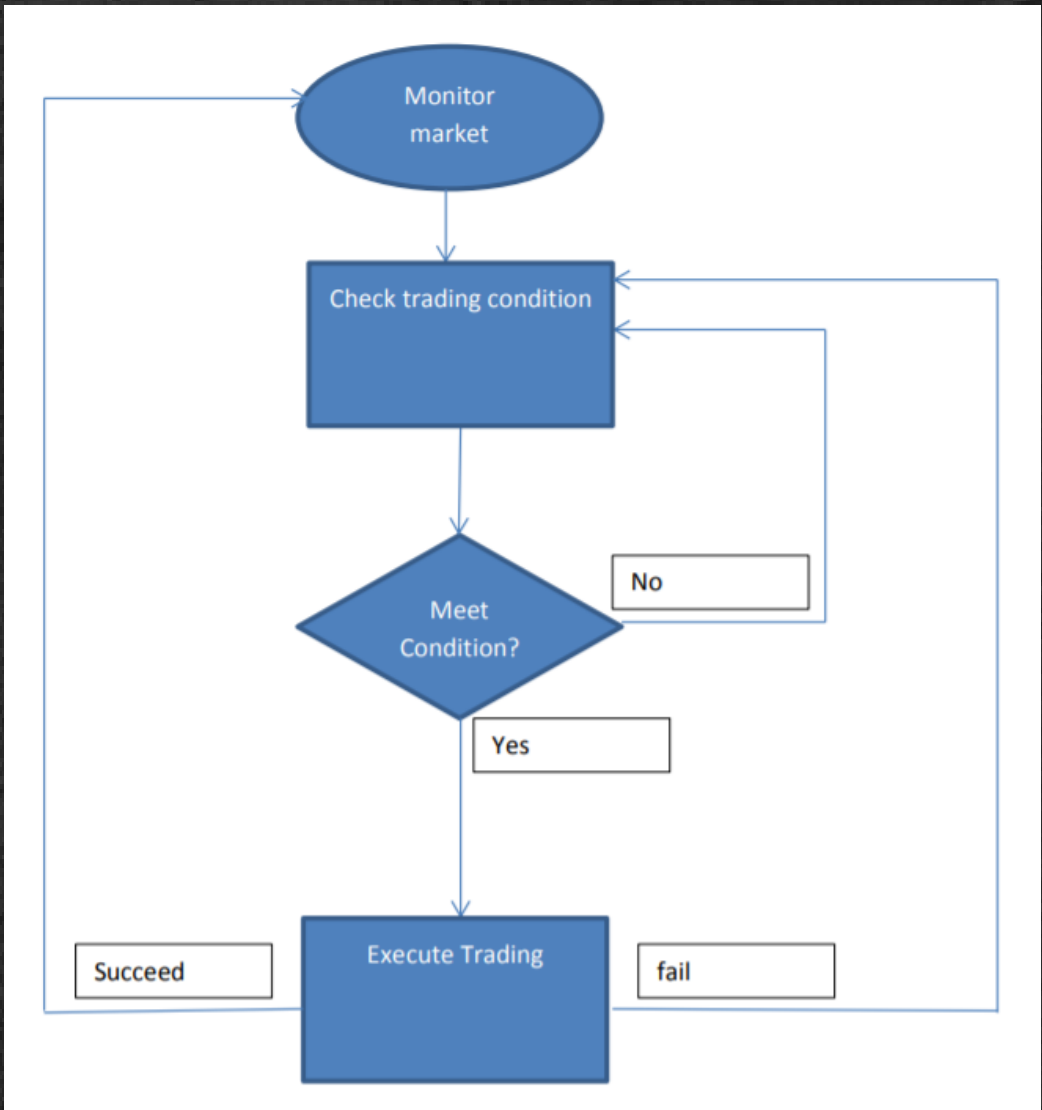 Monitor
market
Check trading condition
No
Meet
Condition?
Yes
Execute Trading
Succeed
fail